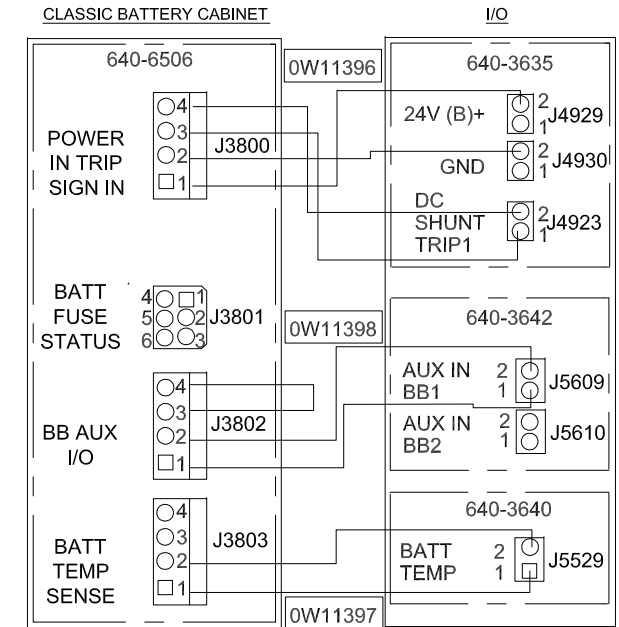 CLASSIC BATTERY CABINET
I/O
640-6506
0W11396
640-3635
POWER
IN TRIP
SIGN IN
4
3
2
1
J3800
24V (B)+
2
1
J4929
GND
2
1
J4930
DC
SHUNT
TRIP1
2
1
J4923
BATT
FUSE
STATUS
4
5
6
1
2
3
J3801
0W11398
640-3642
BB AUX
I/O
4
3
2
1
J3802
AUX IN
BB1
2
1
J5609
AUX IN
BB2
2
1
J5610
BATT
TEMP
SENSE
4
3
2
1
J3803
640-3640
BATT
TEMP
2
1
J5529
0W11397